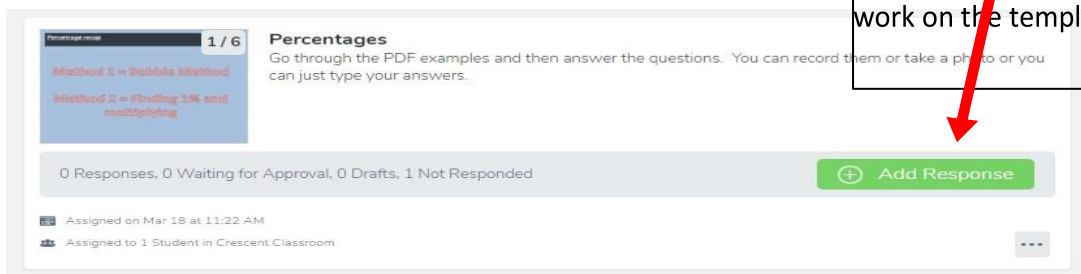 work on the templ
Percentage recap
1 / 6
Method 1 = Bubble Method
Method 2 = Finding 1% and
multiplying
Percentages
Go through the PDF examples and then answer the questions. You can record them or take a photo or you
can just type your answers.
0 Responses, 0 Waiting for Approval, 0 Drafts, 1 Not Responded
Add Response
Assigned on Mar 18 at 11:22 AM
Assigned to 1 Student in Crescent Classroom